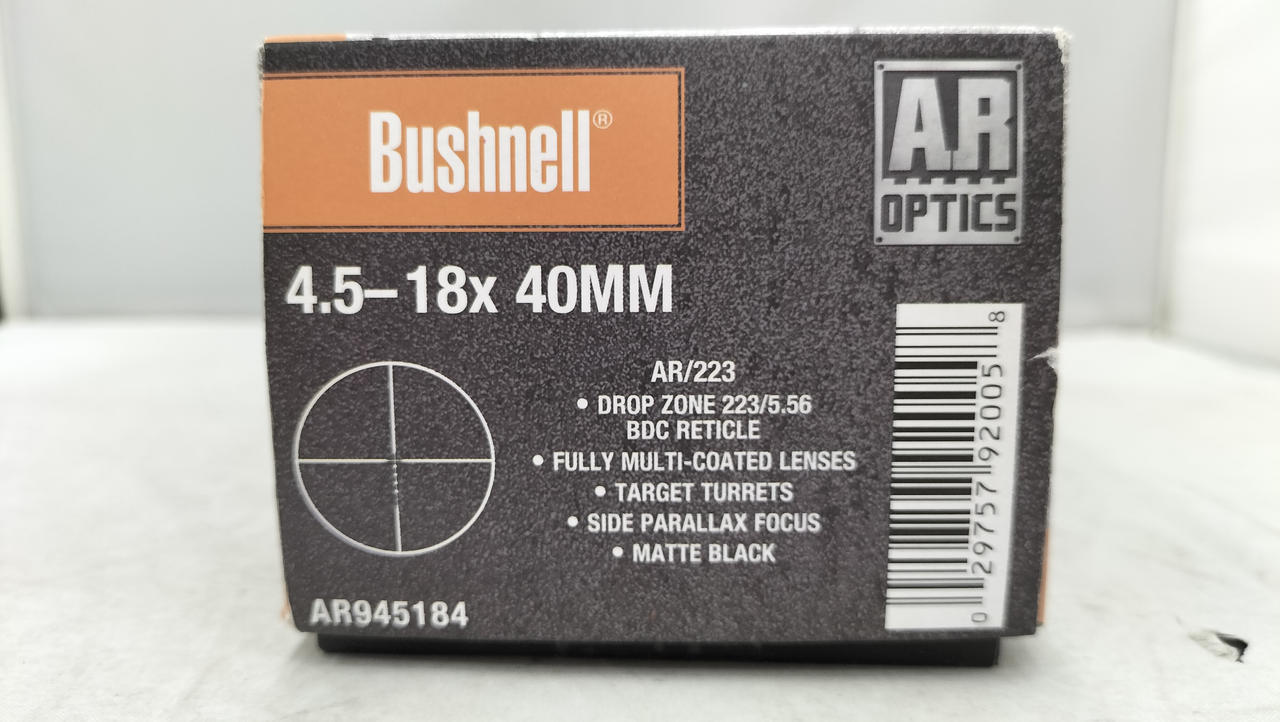 Bushnell®
AR
OPTICS
4.5–18x 40MM
AR/223
• DROP ZONE 223/5.56
BDC RETICLE
• FULLY MULTI-COATED LENSES
• TARGET TURRETS
• SIDE PARALLAX FOCUS
• MATTE BLACK
AR945184
0 29757 92005 8